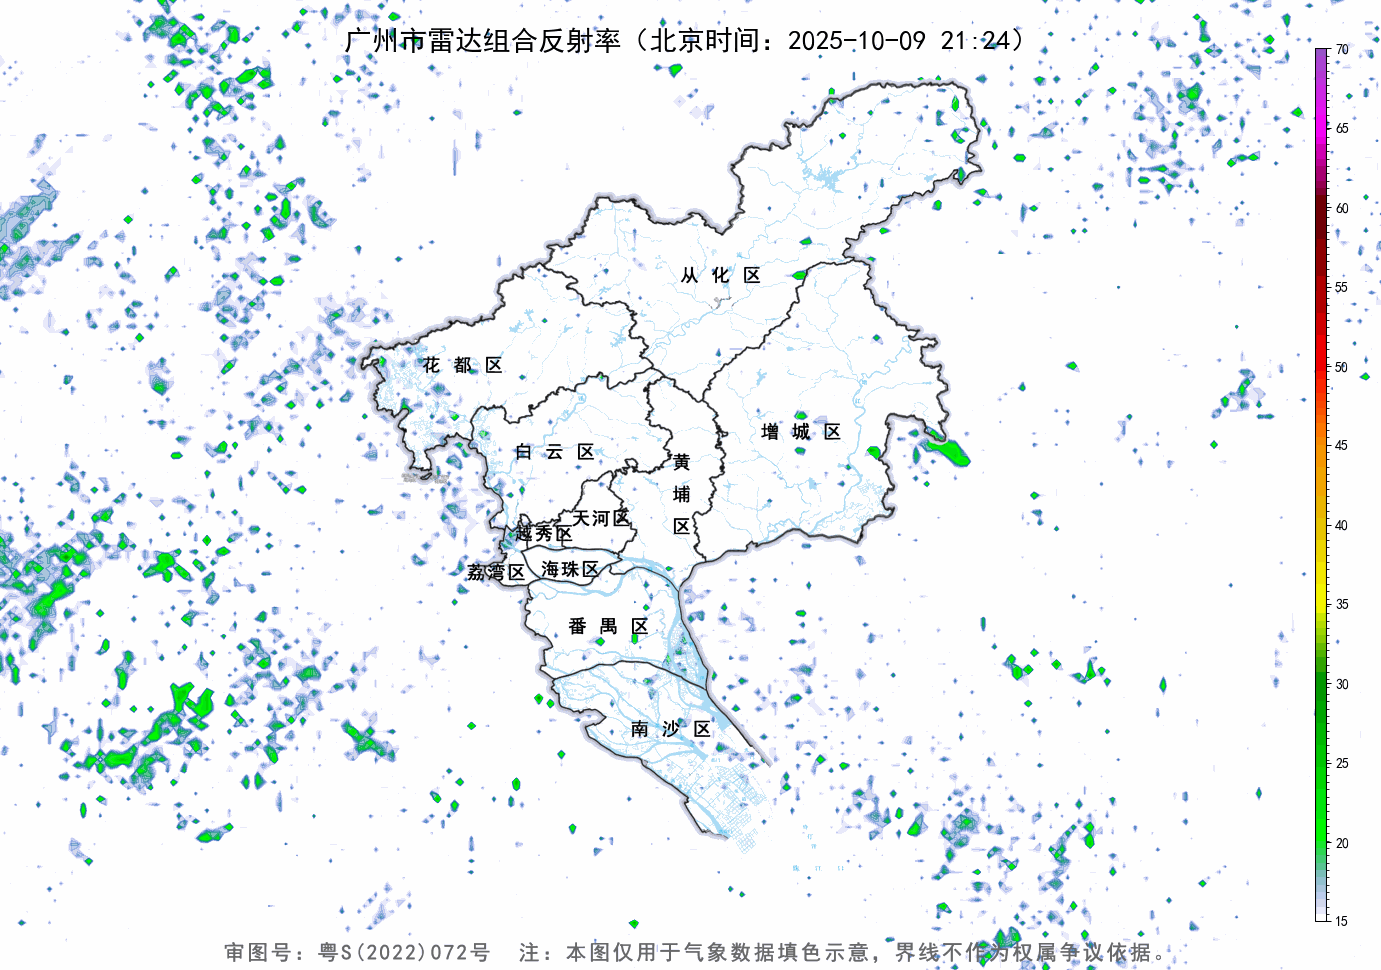 广州市雷达组合反射率（北京时间：2025-10-09 21:24）
70
65
60
55
50
45
40
35
30
25
20
15
从化区
花都区
增城区
白云区
黄埔区
天河区
越秀区
荔湾区
海珠区
番禺区
南沙区
审图号：粤S(2022)072号 注：本图仅用于气象数据填色示意，界线不作为权属争议依据。